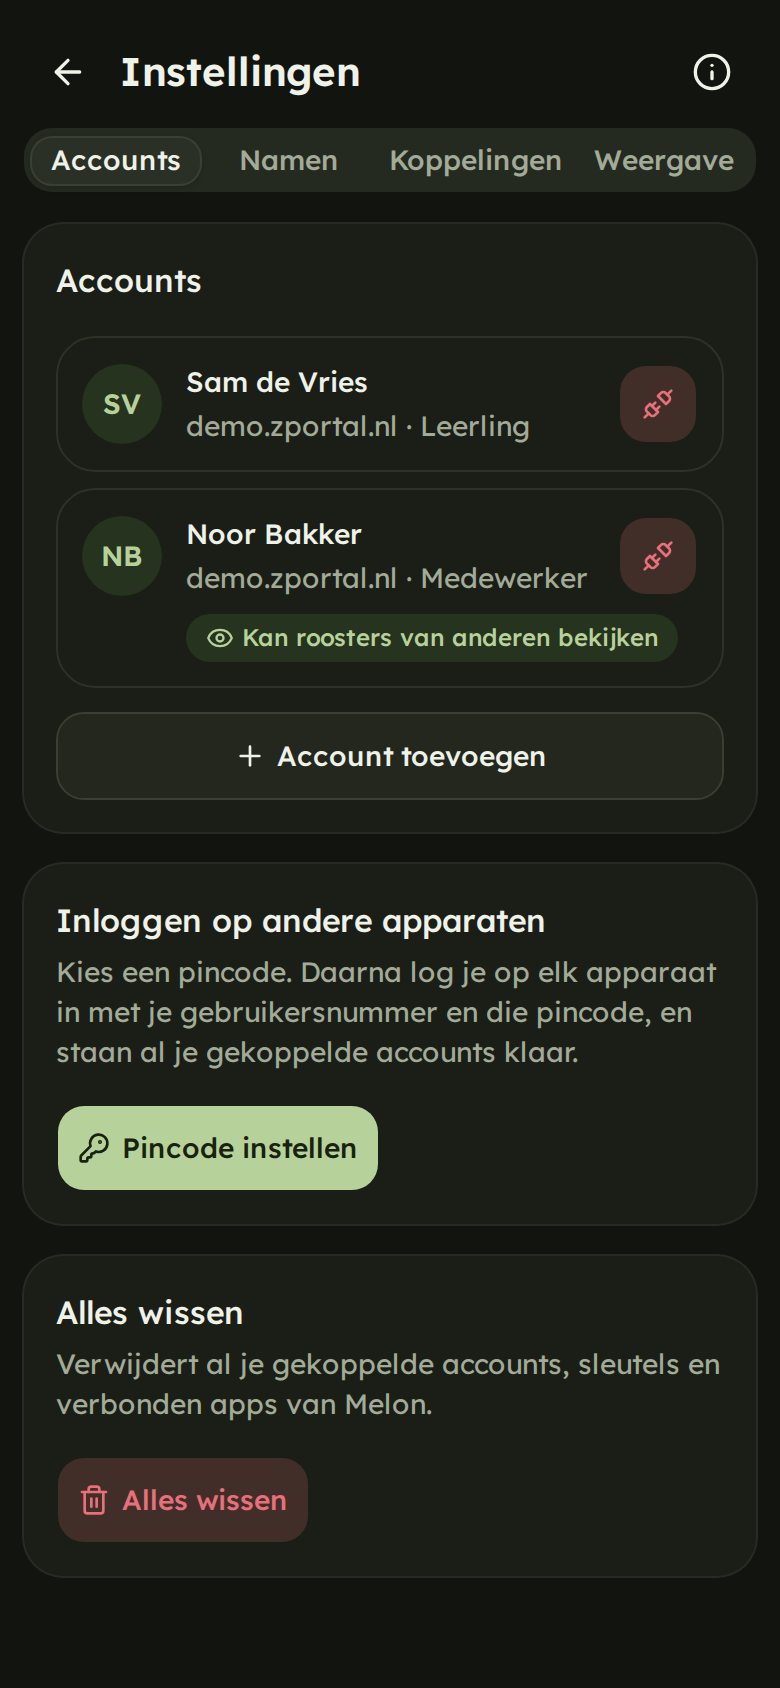 Instellingen
Accounts Namen Koppelingen Weergave
Accounts
SV
Sam de Vries
demo.zportal.nl · Leerling
NB
Noor Bakker
demo.zportal.nl · Medewerker
Kan roosters van anderen bekijken
Account toevoegen
Inloggen op andere apparaten
Kies een pincode. Daarna log je op elk apparaat
in met je gebruikersnummer en die pincode, en
staan al je gekoppelde accounts klaar.
Pincode instellen
Alles wissen
Verwijdert al je gekoppelde accounts, sleutels en
verbonden apps van Melon.
Alles wissen